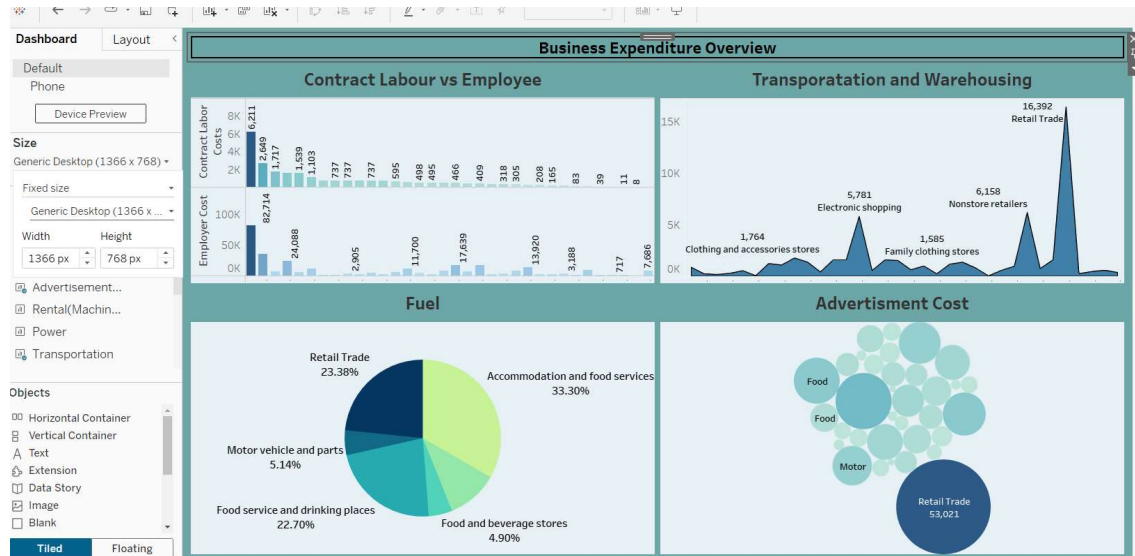 Dashboard
Layout
Default
Phone
Device Preview
Size
Generic Desktop (1366 x 768)
Fixed size
Generic Desktop (1366 x ...
Width
Height
1366 px
768 px
Advertisement...
Rental(Machin...
Power
Transportation
Objects
Horizontal Container
Vertical Container
Text
Extension
Data Story
Image
Blank
Tiled
Floating
Business Expenditure Overview
Contract Labour vs Employee
Contract Labor
Costs
8K
6K
4K
2K
6,211
2,649
1,717
1,539
1,103
737
737
737
595
498
495
466
409
318
305
208
165
83
39
11
8
Employer Cost
100K
50K
0K
82,714
24,088
2,905
11,700
17,639
13,920
3,188
717
7,686
Transporatation and Warehousing
15K
10K
5K
0K
1,764
Clothing and accessories stores
5,781
Electronic shopping
1,585
Family clothing stores
6,158
Nonstore retailers
16,392
Retail Trade
Fuel
Retail Trade
23.38%
Accommodation and food services
33.30%
Motor vehicle and parts
5.14%
Food service and drinking places
22.70%
Food and beverage stores
4.90%
Advertisment Cost
Food
Food
Motor
Retail Trade
53,021